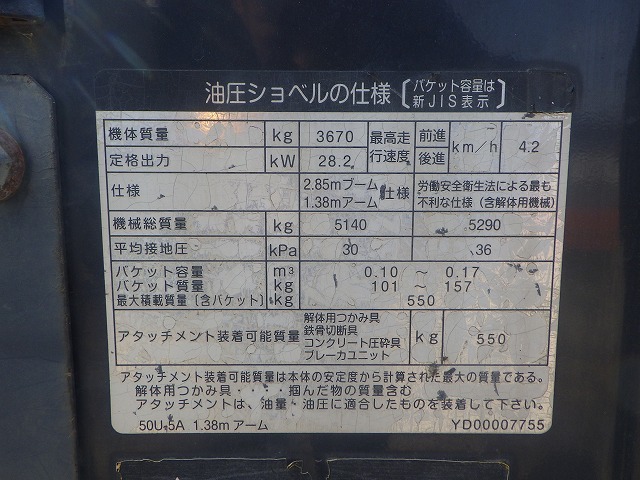 油圧ショベルの仕様〔バケット容量は新JIS表示〕
機体質量 kg 3670 最高走行速度 前進 後進 km/h 4.2
定格出力 kW 28.2
仕様 2.85mブーム 1.38mアーム 仕様 労働安全衛生法による最も不利な仕様（含解体用機械）
機械総質量 kg 5140 5290
平均接地圧 kPa 30 36
バケット容量 m³ 0.10 ～ 0.17
バケット質量 kg 101 ～ 157
最大積載質量〔含バケット〕 kg 550
アタッチメント装着可能質量 解体用つかみ具 鉄骨切断具 コンクリート圧砕具 ブレーカユニット kg 550
アタッチメント装着可能質量は本体の安定度から計算された最大の質量である。
解体用つかみ具・・・掴んだ物の質量含む
アタッチメントは、油量・油圧に適合したものを装着して下さい。
50U-5A 1.38mアーム YD00007755